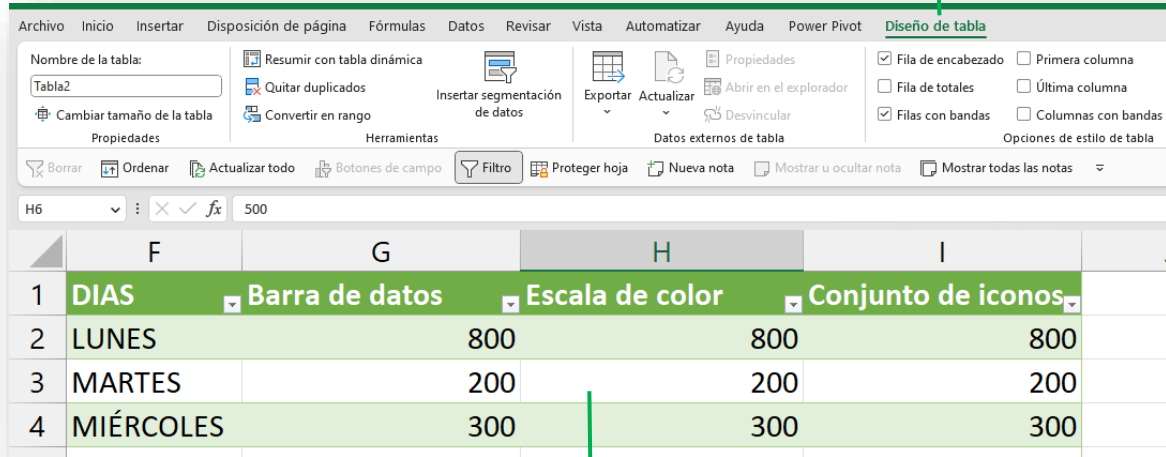 Archivo Inicio Insertar Disposición de página Fórmulas Datos Revisar Vista Automatizar Ayuda Power Pivot Diseño de tabla
Nombre de la tabla:
Tabla2
Cambiar tamaño de la tabla
Propiedades
Resumir con tabla dinámica
Quitar duplicados
Convertir en rango
Insertar segmentación
de datos
Herramientas
Exportar
Actualizar
Propiedades
Abrir en el explorador
Desvincular
Datos externos de tabla
Fila de encabezado Primera columna
Fila de totales Última columna
Filas con bandas Columnas con bandas
Opciones de estilo de tabla
Borrar Ordenar Actualizar todo Botones de campo Filtro Proteger hoja Nueva nota Mostrar u ocultar nota Mostrar todas las notas
H6 fx 500
F G H I
1 DIAS Barra de datos Escala de color Conjunto de iconos
2 LUNES 800 800 800
3 MARTES 200 200 200
4 MIÉRCOLES 300 300 300